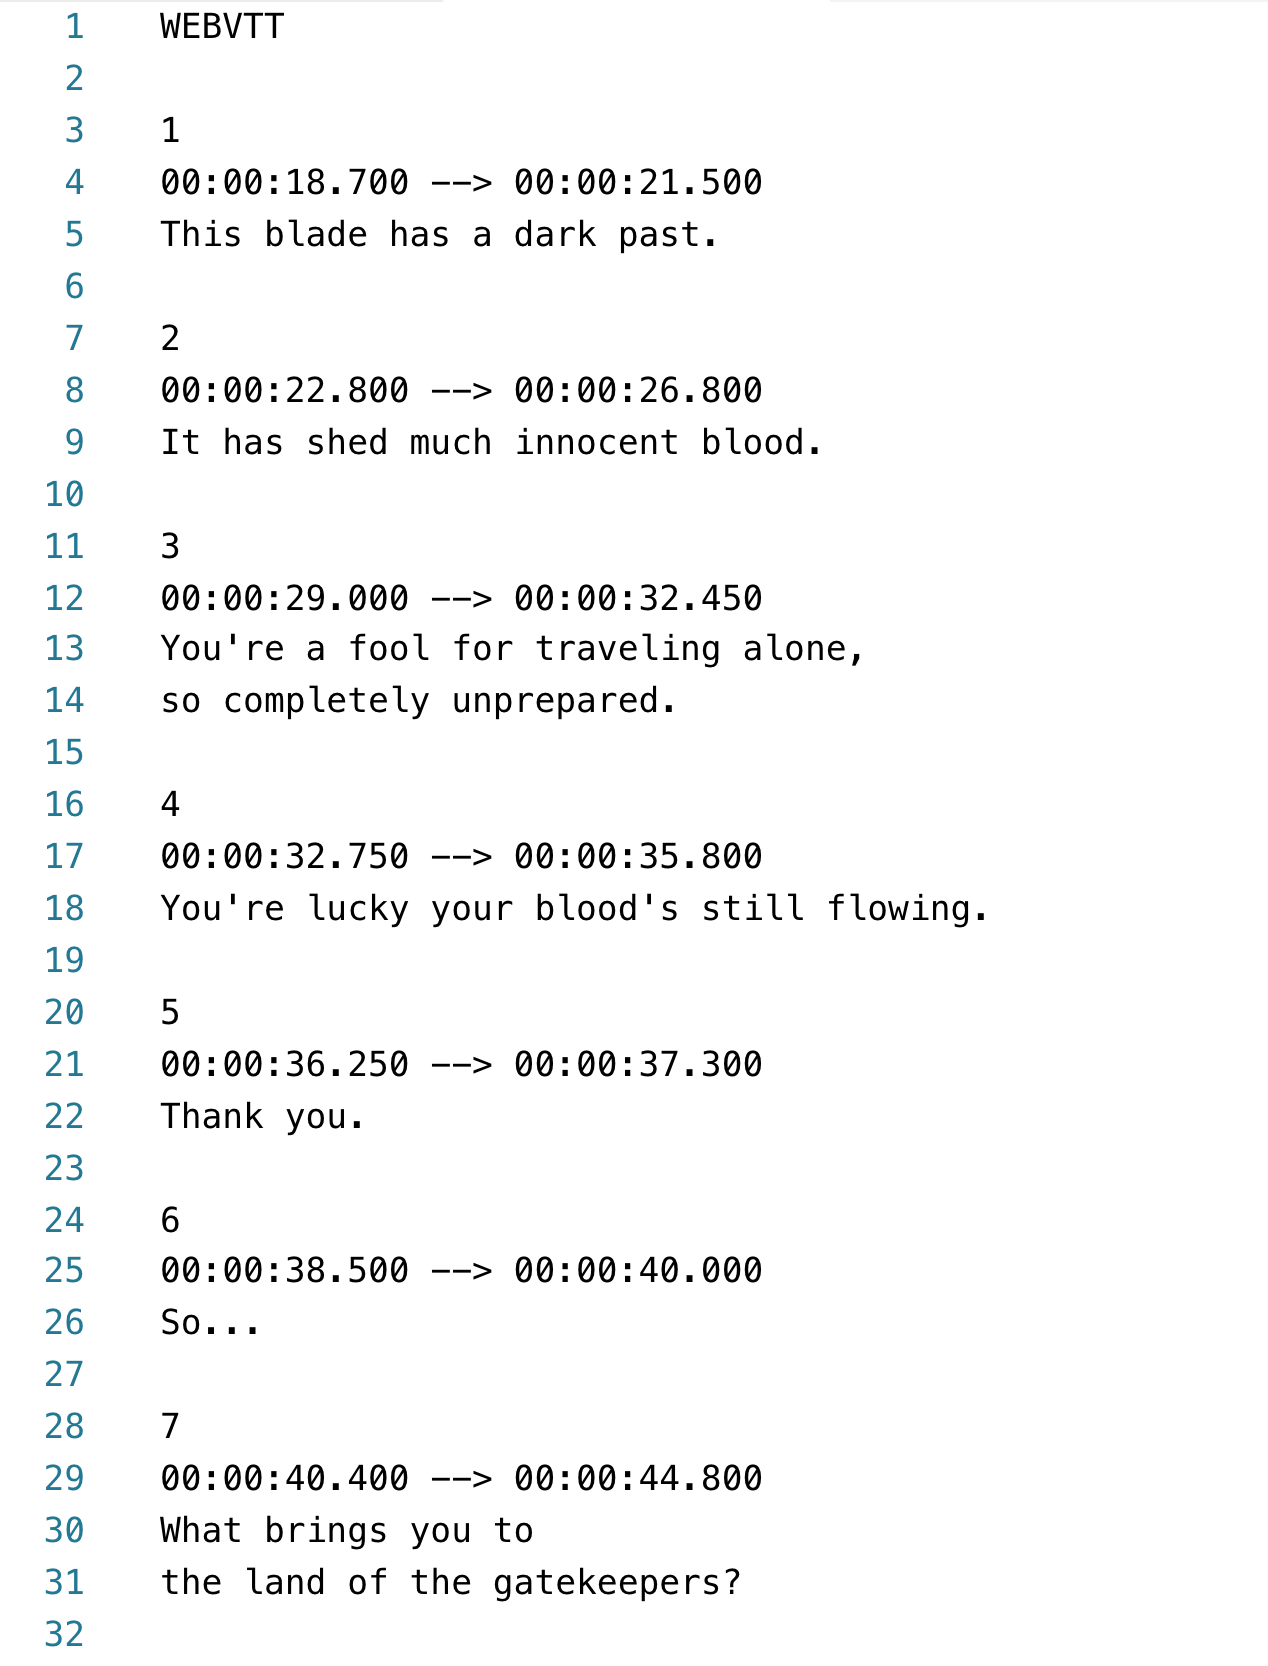 1 WEBVTT
2
3 1
4 00:00:18.700 --> 00:00:21.500
5 This blade has a dark past.
6
7 2
8 00:00:22.800 --> 00:00:26.800
9 It has shed much innocent blood.
10
11 3
12 00:00:29.000 --> 00:00:32.450
13 You're a fool for traveling alone,
14 so completely unprepared.
15
16 4
17 00:00:32.750 --> 00:00:35.800
18 You're lucky your blood's still flowing.
19
20 5
21 00:00:36.250 --> 00:00:37.300
22 Thank you.
23
24 6
25 00:00:38.500 --> 00:00:40.000
26 So...
27
28 7
29 00:00:40.400 --> 00:00:44.800
30 What brings you to
31 the land of the gatekeepers?
32